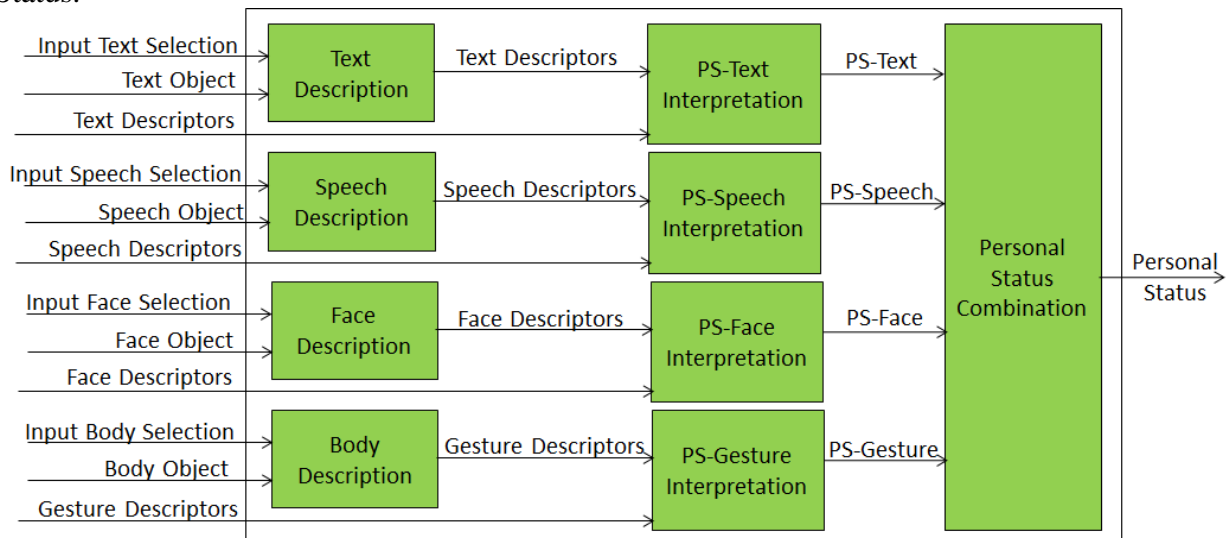 Status.
Input Text Selection
Text Object
Text Descriptors
Text
Description
Text Descriptors
PS-Text
Interpretation
PS-Text
Input Speech Selection
Speech Object
Speech Descriptors
Speech
Description
Speech Descriptors
PS-Speech
Interpretation
PS-Speech
Input Face Selection
Face Object
Face Descriptors
Face
Description
Face Descriptors
PS-Face
Interpretation
PS-Face
Input Body Selection
Body Object
Gesture Descriptors
Body
Description
Gesture Descriptors
PS-Gesture
Interpretation
PS-Gesture
Personal
Status
Combination
Personal
Status